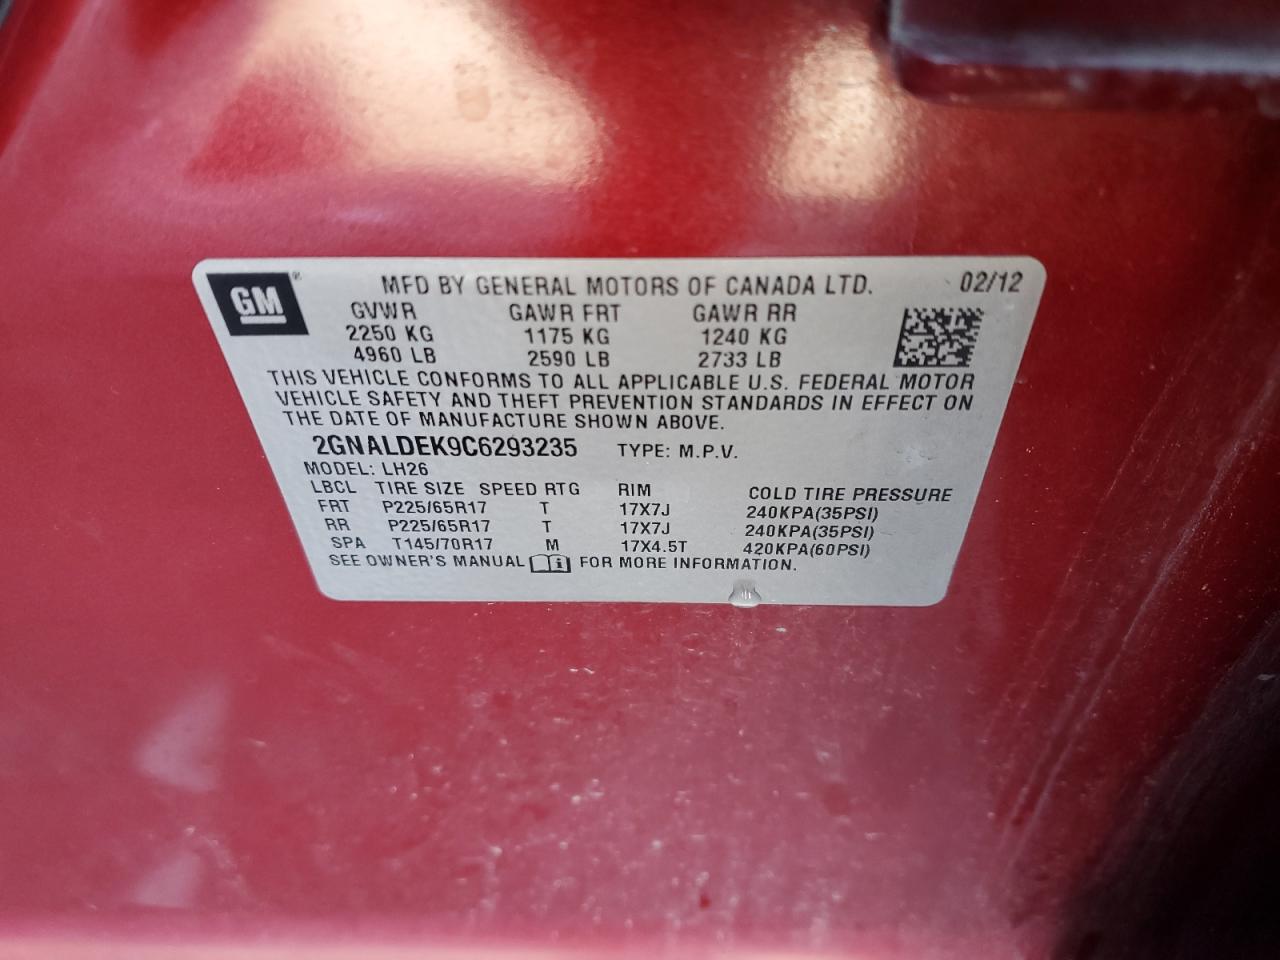 GM® MFD BY GENERAL MOTORS OF CANADA LTD. 02/12
GVWR GAWR FRT GAWR RR
2250 KG 1175 KG 1240 KG
4960 LB 2590 LB 2733 LB
THIS VEHICLE CONFORMS TO ALL APPLICABLE U.S. FEDERAL MOTOR
VEHICLE SAFETY AND THEFT PREVENTION STANDARDS IN EFFECT ON
THE DATE OF MANUFACTURE SHOWN ABOVE.
2GNALDEK9C6293235 TYPE: M.P.V.
MODEL: LH26
LBCL TIRE SIZE SPEED RTG RIM COLD TIRE PRESSURE
FRT P225/65R17 T 17X7J 240KPA(35PSI)
RR P225/65R17 T 17X7J 240KPA(35PSI)
SPA T145/70R17 M 17X4.5T 420KPA(60PSI)
SEE OWNER'S MANUAL i FOR MORE INFORMATION.